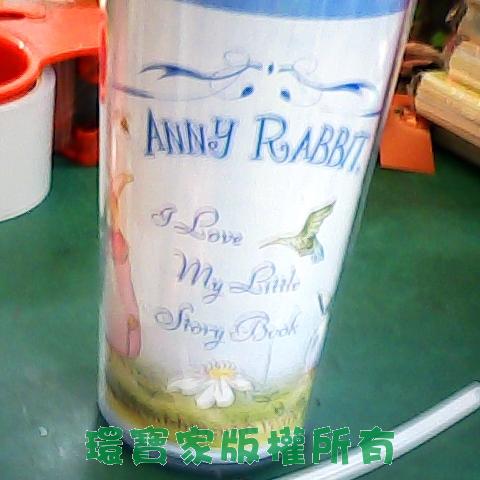 ANNY RABBIT
I Love
My Little
Story Book
環寶家版權所有